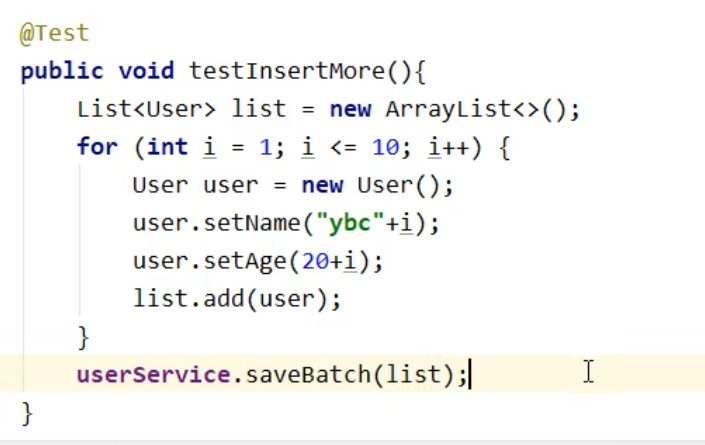 @Test
public void testInsertMore(){
    List<User> list = new ArrayList<>();
    for (int i = 1; i <= 10; i++) {
        User user = new User();
        user.setName("ybc"+i);
        user.setAge(20+i);
        list.add(user);
    }
    userService.saveBatch(list);
}